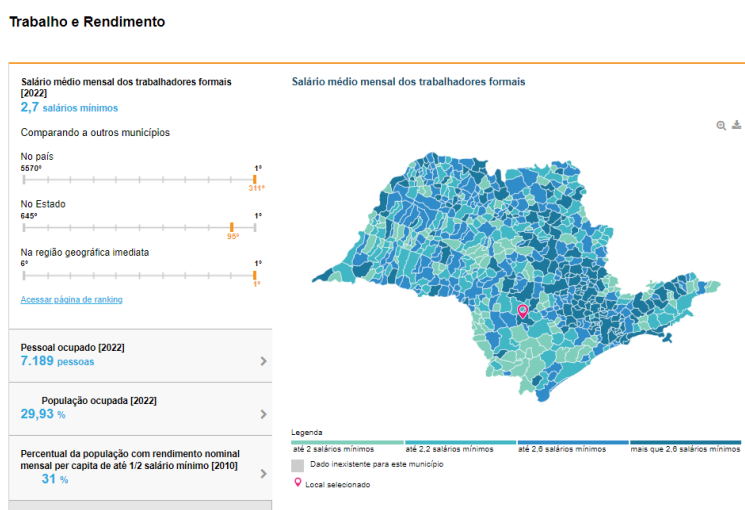 Trabalho e Rendimento
Salário médio mensal dos trabalhadores formais
[2022]
2,7 salários mínimos
Comparando a outros municípios
No país
5570º 1º
311º
No Estado
645º 1º
95º
Na região geográfica imediata
6º 1º
1º
Acessar página de ranking
Pessoal ocupado [2022]
7.189 pessoas
População ocupada [2022]
29,93 %
Percentual da população com rendimento nominal
mensal per capita de até 1/2 salário mínimo [2010]
31 %
Salário médio mensal dos trabalhadores formais
Legenda
até 2 salários mínimos até 2,2 salários mínimos até 2,6 salários mínimos mais que 2,6 salários mínimos
Dado inexistente para este município
Local selecionado